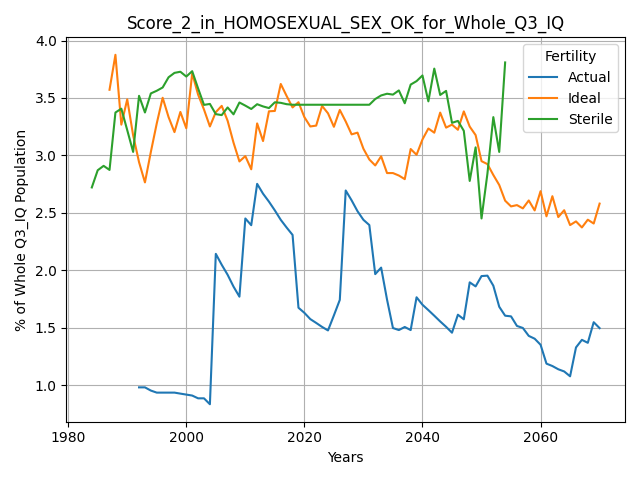 Score_2_in_HOMOSEXUAL_SEX_OK_for_Whole_Q3_IQ
% of Whole Q3_IQ Population
4.0
3.5
3.0
2.5
2.0
1.5
1.0
Fertility
Actual
Ideal
Sterile
1980
2000
2020
2040
2060
Years